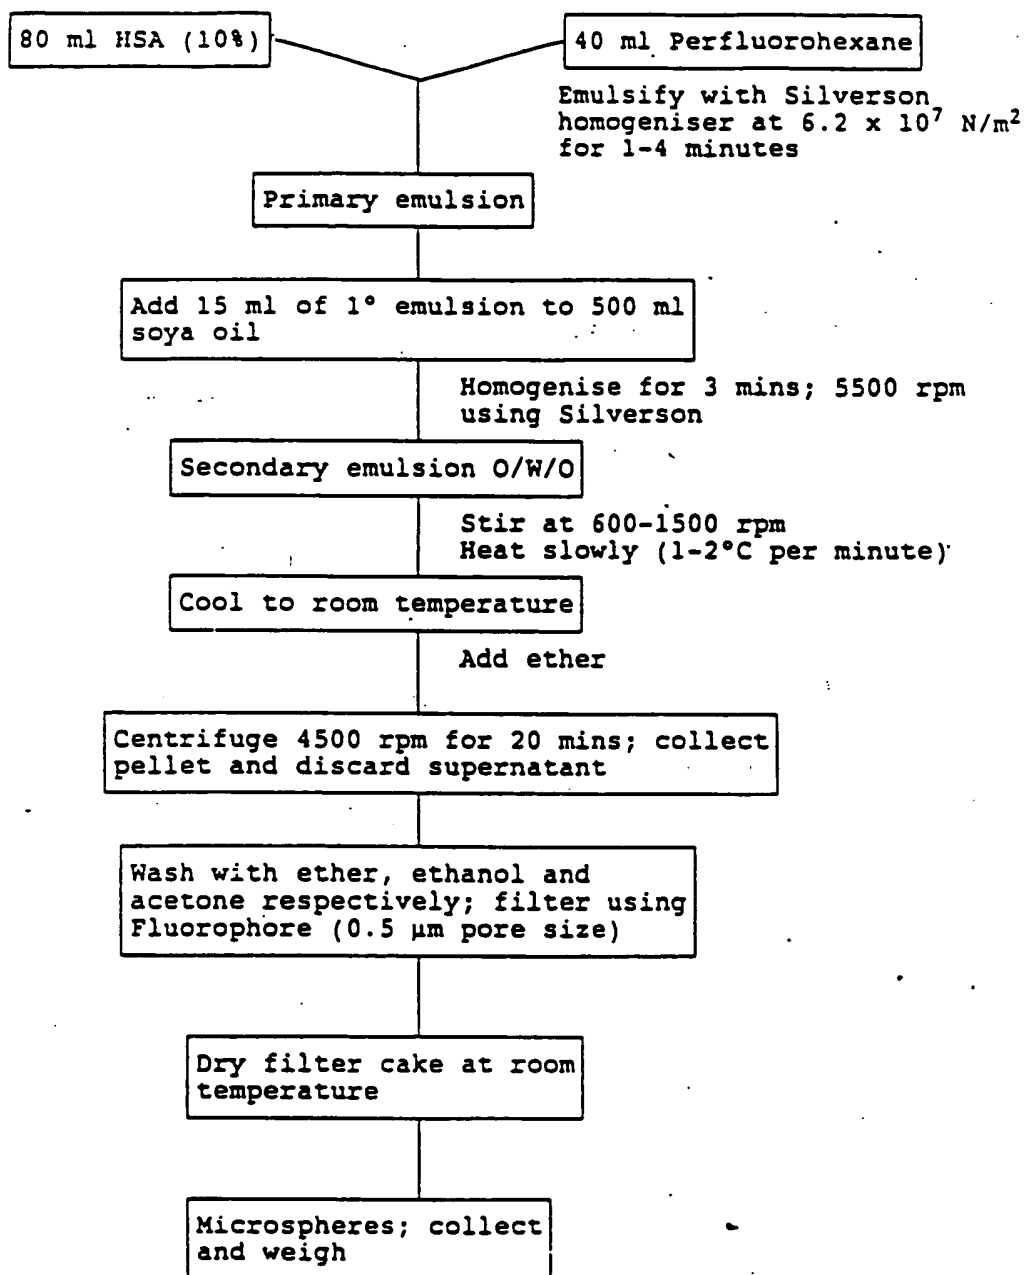 80 ml HSA (10%)
40 ml Perfluorohexane
Emulsify with Silverson
homogeniser at 6.2 x 10⁷ N/m²
for 1-4 minutes
Primary emulsion
Add 15 ml of 1° emulsion to 500 ml
soya oil
Homogenise for 3 mins; 5500 rpm
using Silverson
Secondary emulsion O/W/O
Stir at 600-1500 rpm
Heat slowly (1-2°C per minute)
Cool to room temperature
Add ether
Centrifuge 4500 rpm for 20 mins; collect
pellet and discard supernatant
Wash with ether, ethanol and
acetone respectively; filter using
Fluorophore (0.5 µm pore size)
Dry filter cake at room
temperature
Microspheres; collect
and weigh